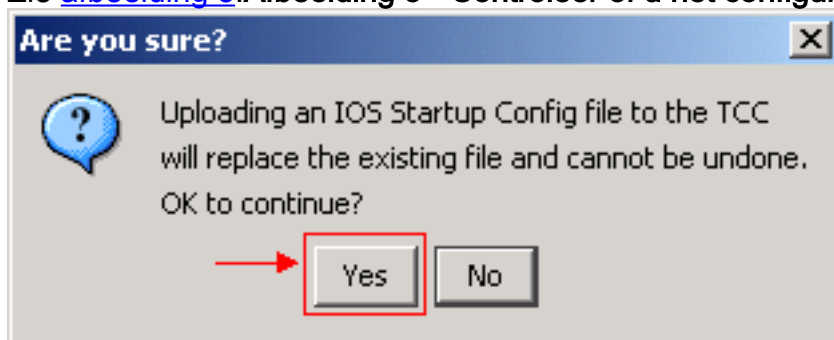 Are you sure?
Uploading an IOS Startup Config file to the TCC
will replace the existing file and cannot be undone.
OK to continue?
Yes No